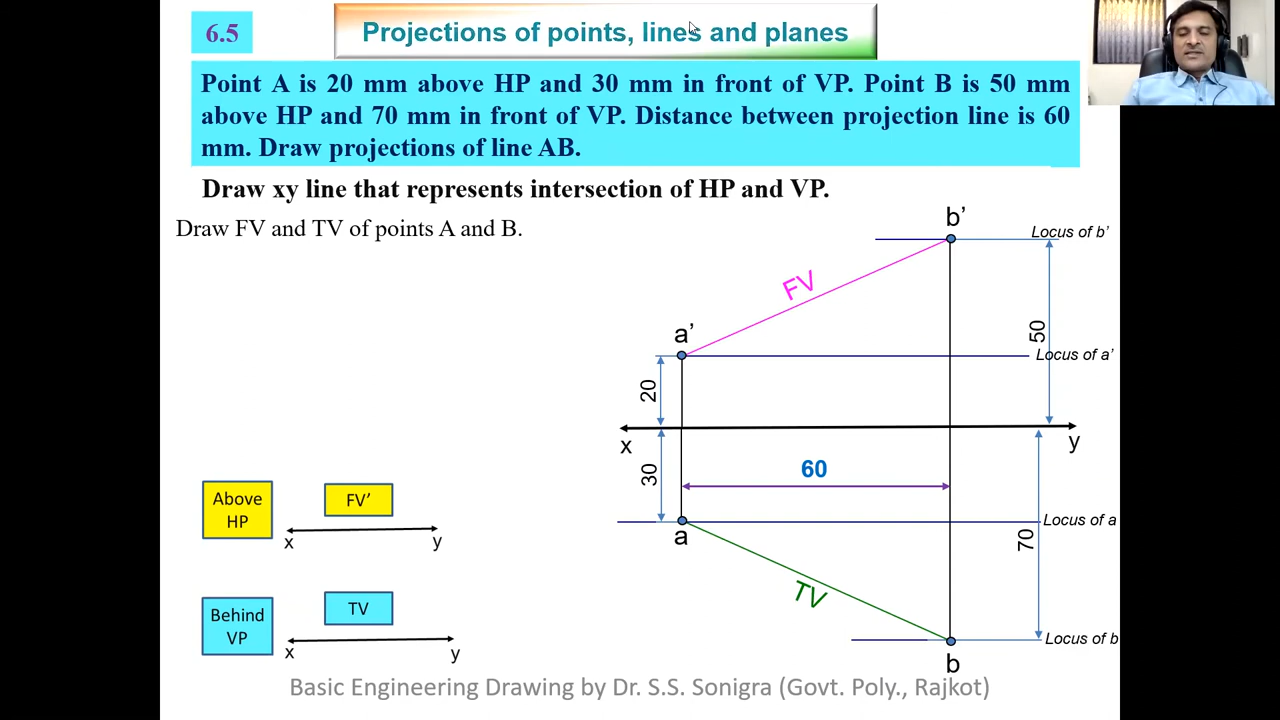 6.5
Projections of points, lines and planes
Point A is 20 mm above HP and 30 mm in front of VP. Point B is 50 mm
above HP and 70 mm in front of VP. Distance between projection line is 60
mm. Draw projections of line AB.
Draw xy line that represents intersection of HP and VP.
Draw FV and TV of points A and B.
b’
Locus of b’
FV
a’
50
Locus of a’
20
x
y
30
60
Locus of a
a
70
TV
Locus of b
b
Above
HP
FV’
x
y
Behind
VP
TV
x
y
Basic Engineering Drawing by Dr. S.S. Sonigra (Govt. Poly., Rajkot)